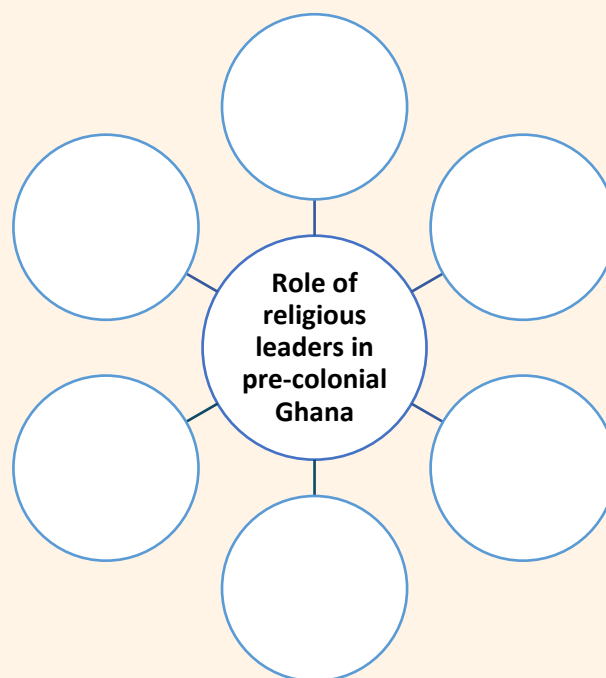 Role of
religious
leaders in
pre-colonial
Ghana